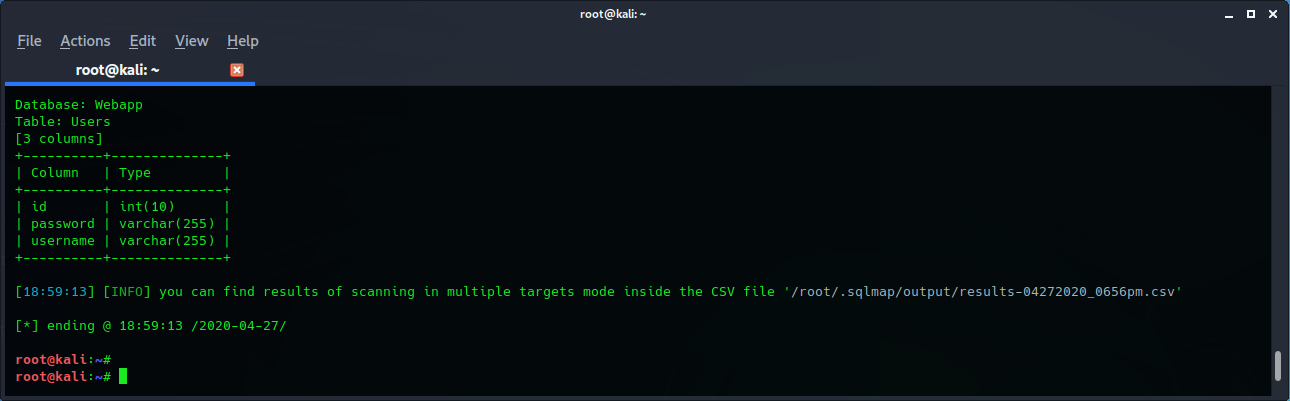 root@kali: ~
File Actions Edit View Help
root@kali: ~
Database: Webapp
Table: Users
[3 columns]
+----------+--------------+
| Column   | Type         |
+----------+--------------+
| id       | int(10)      |
| password | varchar(255) |
| username | varchar(255) |
+----------+--------------+
[18:59:13] [INFO] you can find results of scanning in multiple targets mode inside the CSV file '/root/.sqlmap/output/results-04272020_0656pm.csv'
[*] ending @ 18:59:13 /2020-04-27/
root@kali:~#
root@kali:~#